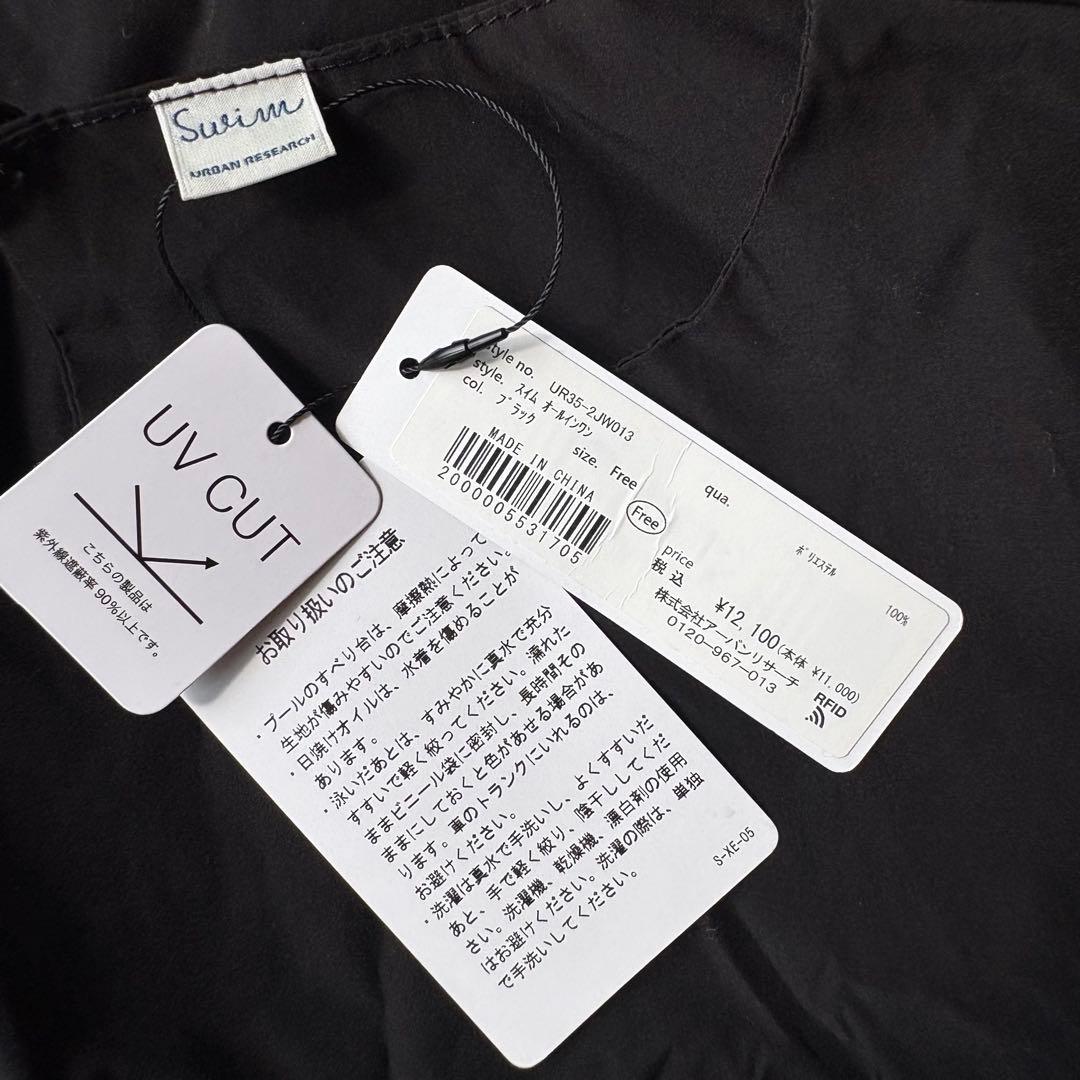 Swim
URBAN RESEARCH
UV CUT
こちらの製品は
紫外線遮蔽率90%以上です。
style no. UR35-2JW013
style. スイム オールインワン
col. ブラック
size. Free
MADE IN CHINA
2000005531705
Free
qua.
ポリエステル 100%
price
税込 ¥12,100(本体 ¥11,000)
株式会社アーバンリサーチ
0120-967-013
RFID
お取り扱いのご注意
・プールのすべり台は、摩擦熱によって
生地が傷みやすいのでご注意ください。
・日焼けオイルは、水着を傷めることが
あります。
・泳いだあとは、すみやかに真水で充分
すすいで軽く絞ってください。濡れた
ままビニール袋に密封し、長時間その
ままにしておくと色があせる場合があ
ります。車のトランクにいれるのは、
お避けください。
・洗濯は真水で手洗いし、よくすすいだ
あと、手で軽く絞り、陰干ししてくだ
さい。洗濯機、乾燥機、漂白剤の使用
はお避けください。洗濯の際は、単独
で手洗いしてください。
S-XE-05